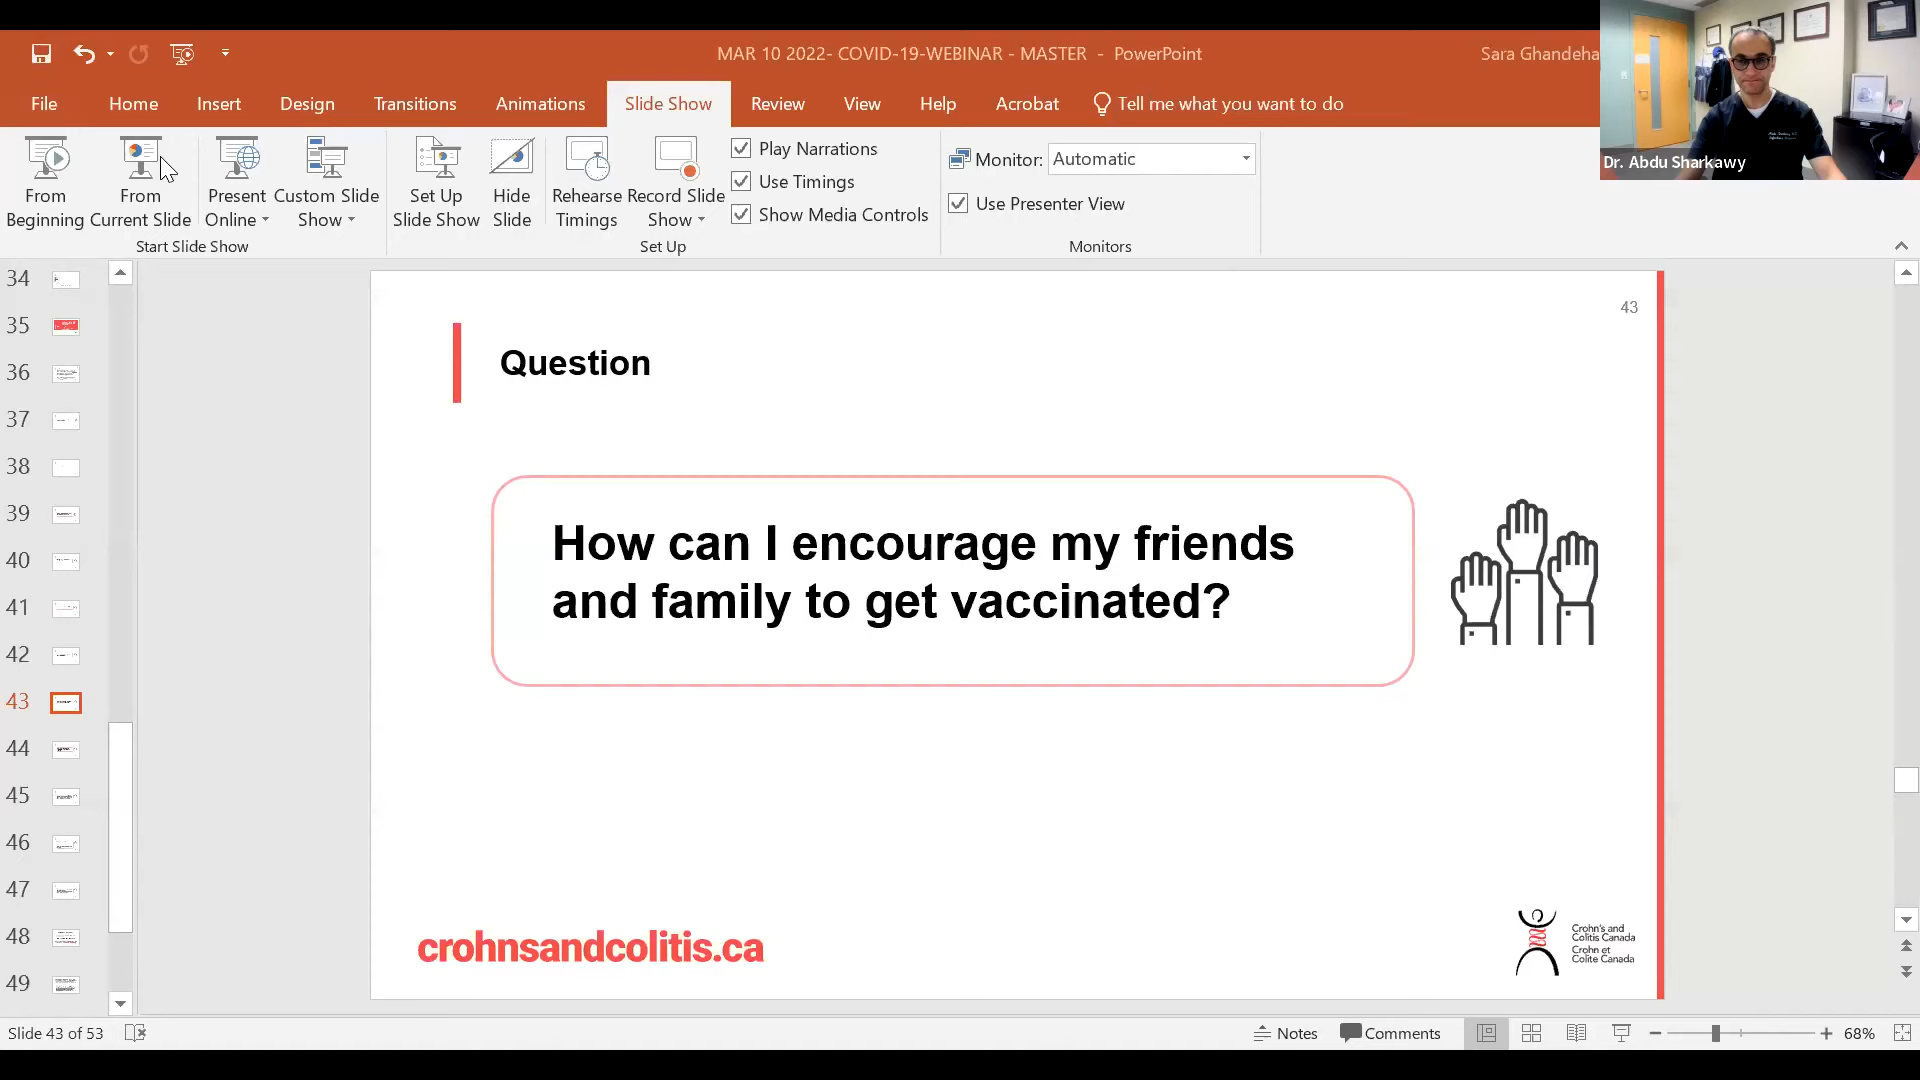 MAR 10 2022- COVID-19-WEBINAR - MASTER - PowerPoint
Sara Ghandeha
File Home Insert Design Transitions Animations Slide Show Review View Help Acrobat Tell me what you want to do
Dr. Abdu Sharkawy
From Beginning
From Current Slide
Present Online
Custom Slide Show
Start Slide Show
Set Up Slide Show
Hide Slide
Rehearse Timings
Record Slide Show
Play Narrations
Use Timings
Show Media Controls
Set Up
Monitor: Automatic
Use Presenter View
Monitors
34
35
36
37
38
39
40
41
42
43
44
45
46
47
48
49
43
Question
How can I encourage my friends
and family to get vaccinated?
crohnsandcolitis.ca
Crohn's and
Colitis Canada
Crohn et
Colite Canada
Slide 43 of 53
Notes
Comments
68%